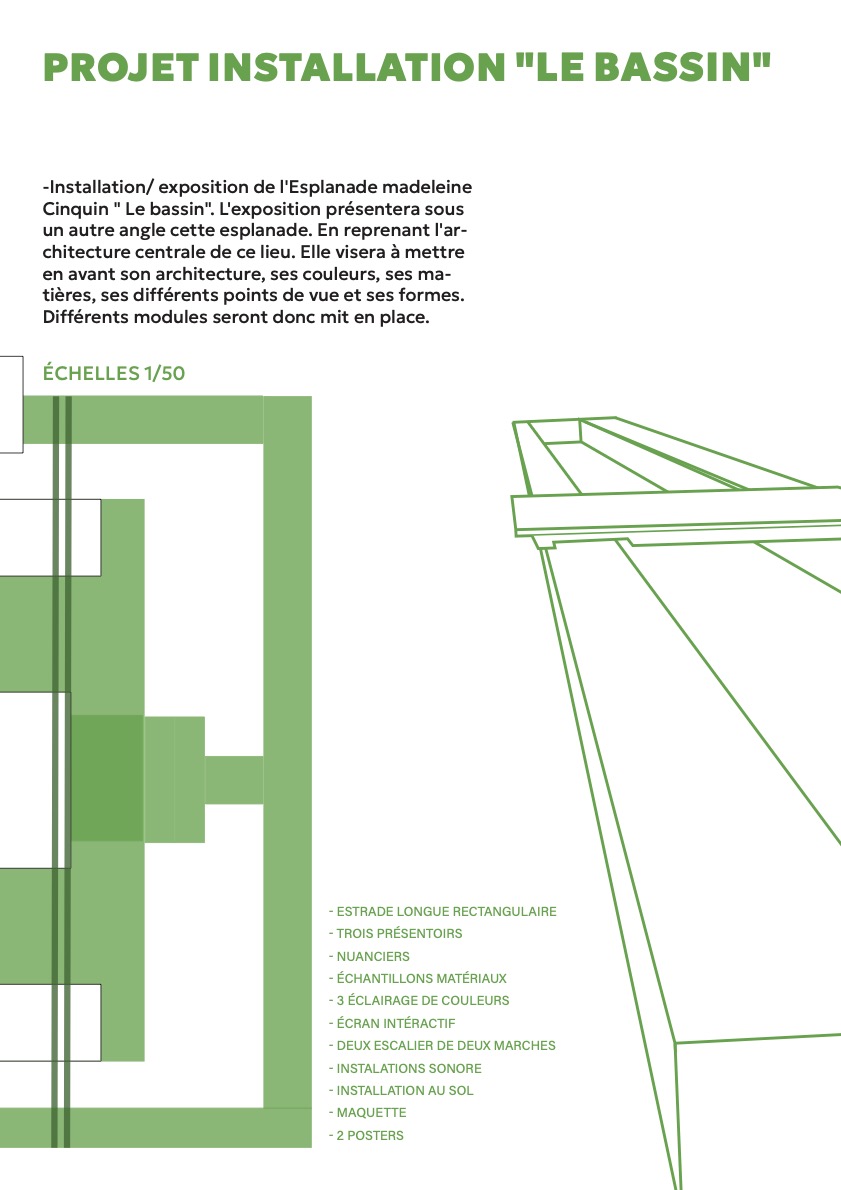 PROJET INSTALLATION "LE BASSIN"
-Installation/ exposition de l'Esplanade madeleine
Cinquin " Le bassin". L'exposition présentera sous
un autre angle cette esplanade. En reprenant l'ar-
chitecture centrale de ce lieu. Elle visera à mettre
en avant son architecture, ses couleurs, ses ma-
tières, ses différents points de vue et ses formes.
Différents modules seront donc mit en place.
ÉCHELLES 1/50
- ESTRADE LONGUE RECTANGULAIRE
- TROIS PRÉSENTOIRS
- NUANCIERS
- ÉCHANTILLONS MATÉRIAUX
- 3 ÉCLAIRAGE DE COULEURS
- ÉCRAN INTÉRACTIF
- DEUX ESCALIER DE DEUX MARCHES
- INSTALATIONS SONORE
- INSTALLATION AU SOL
- MAQUETTE
- 2 POSTERS